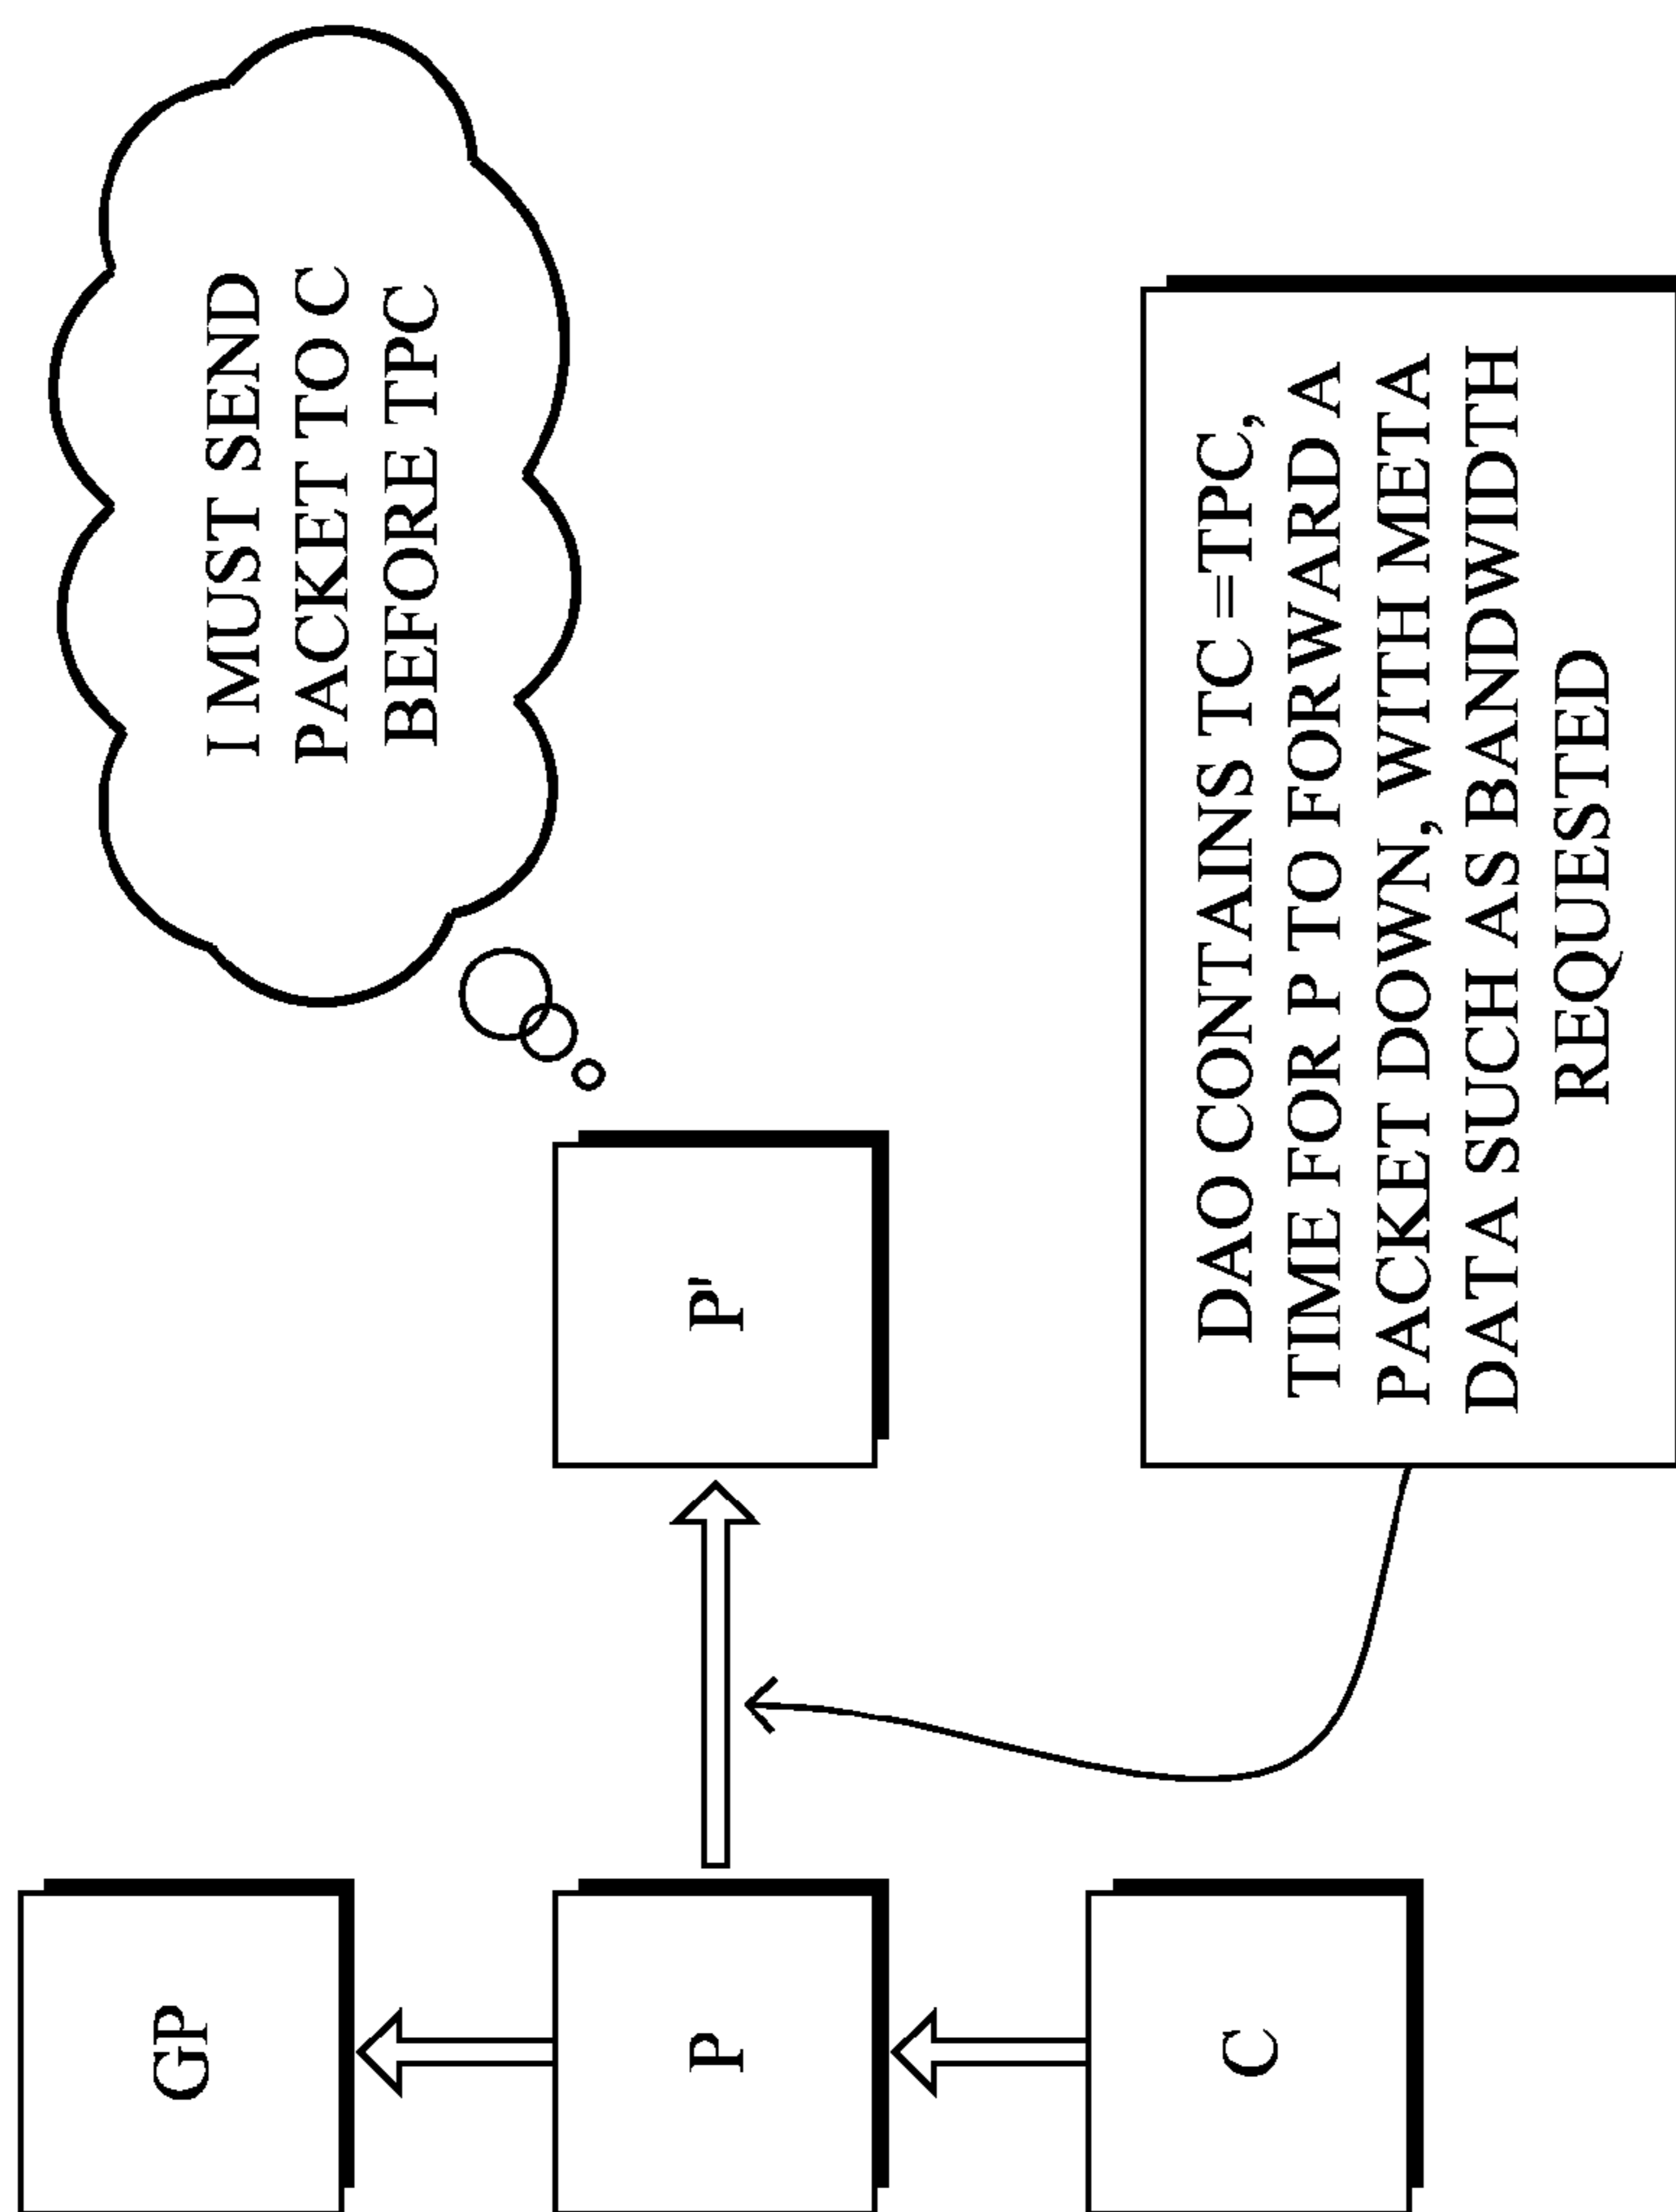 GP
I MUST SEND
PACKET TO C
BEFORE TPC
P
P'
C
DAO CONTAINS TC =TPC,
TIME FOR P TO FORWARD A
PACKET DOWN, WITH META
DATA SUCH AS BANDWIDTH
REQUESTED